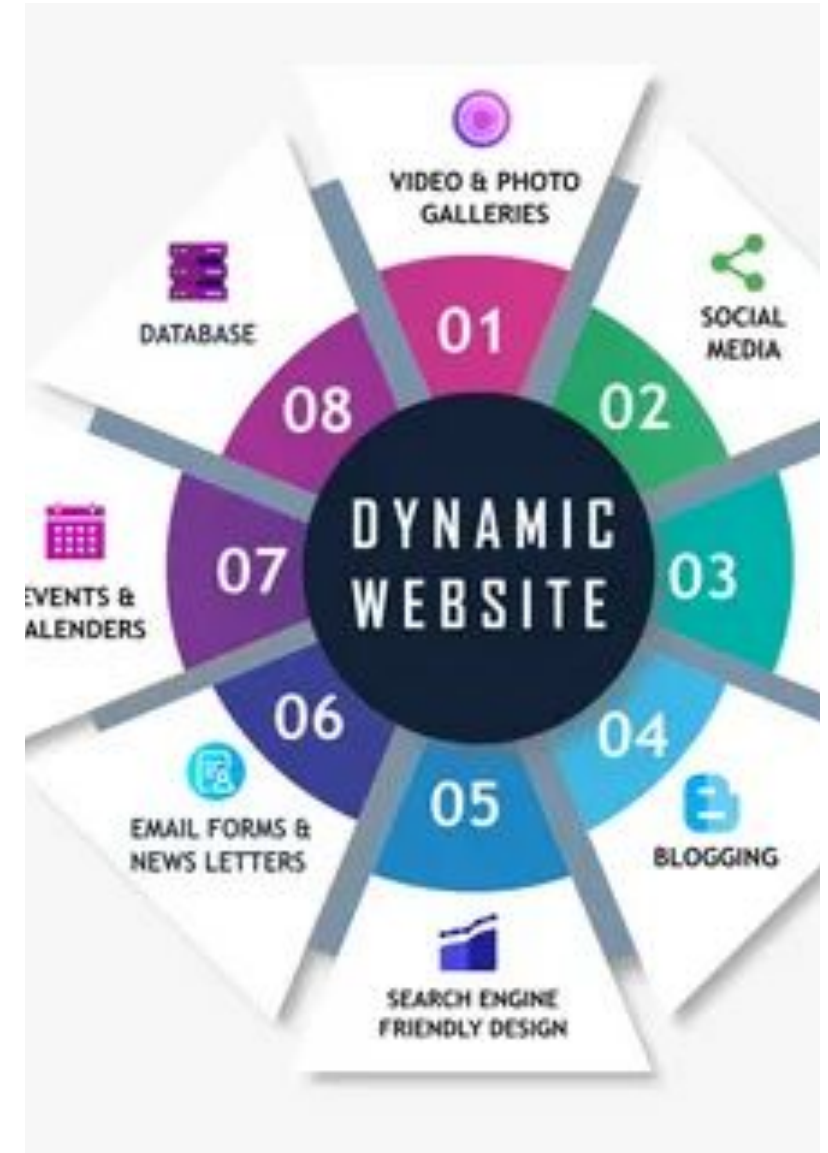 VIDEO & PHOTO
GALLERIES
01
SOCIAL
MEDIA
02
03
04
BLOGGING
05
SEARCH ENGINE
FRIENDLY DESIGN
06
EMAIL FORMS &
NEWS LETTERS
07
EVENTS &
ALENDERS
08
DATABASE
DYNAMIC
WEBSITE